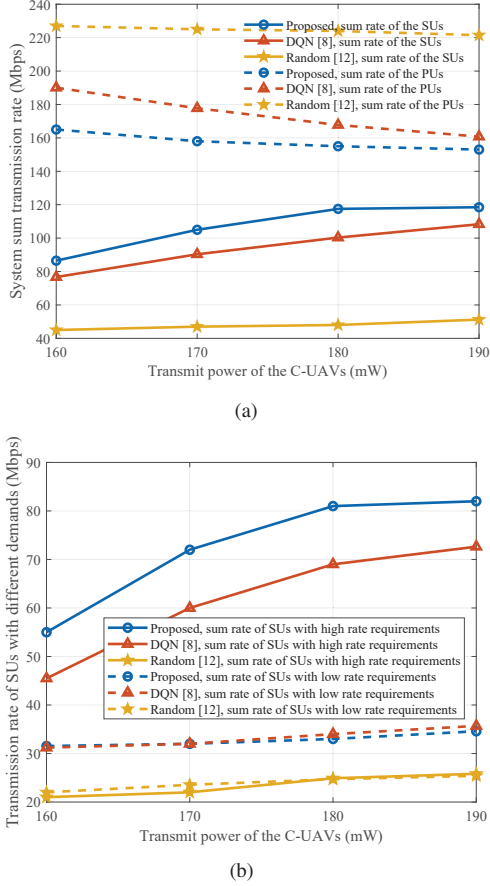 240
220
200
180
160
140
120
100
80
60
40
System sum transmission rate (Mbps)
Proposed, sum rate of the SUs
DQN [8], sum rate of the SUs
Random [12], sum rate of the SUs
Proposed, sum rate of the PUs
DQN [8], sum rate of the PUs
Random [12], sum rate of the PUs
160 170 180 190
Transmit power of the C-UAVs (mW)
(a)
90
80
70
60
50
40
30
20
Transmission rate of SUs with different demands (Mbps)
Proposed, sum rate of SUs with high rate requirements
DQN [8], sum rate of SUs with high rate requirements
Random [12], sum rate of SUs with high rate requirements
Proposed, sum rate of SUs with low rate requirements
DQN [8], sum rate of SUs with low rate requirements
Random [12], sum rate of SUs with low rate requirements
160 170 180 190
Transmit power of the C-UAVs (mW)
(b)